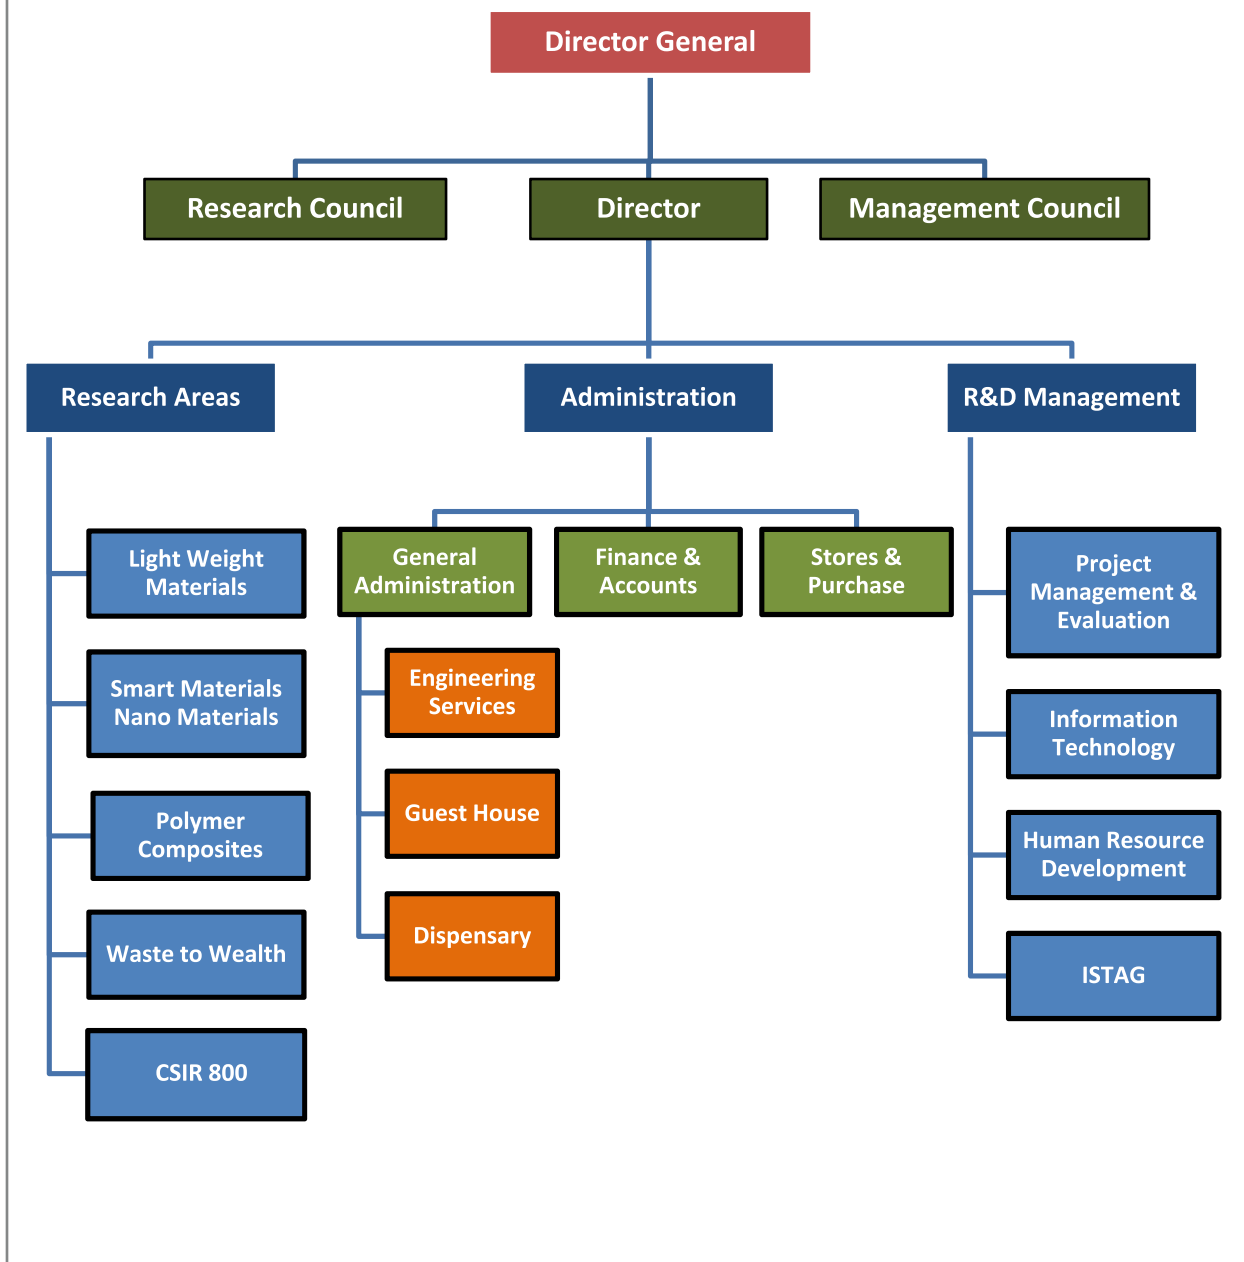 Director General
Research Council
Director
Management Council
Research Areas
Administration
R&D Management
Light Weight
Materials
Smart Materials
Nano Materials
Polymer
Composites
Waste to Wealth
CSIR 800
General
Administration
Finance &
Accounts
Stores &
Purchase
Engineering
Services
Guest House
Dispensary
Project
Management &
Evaluation
Information
Technology
Human Resource
Development
ISTAG